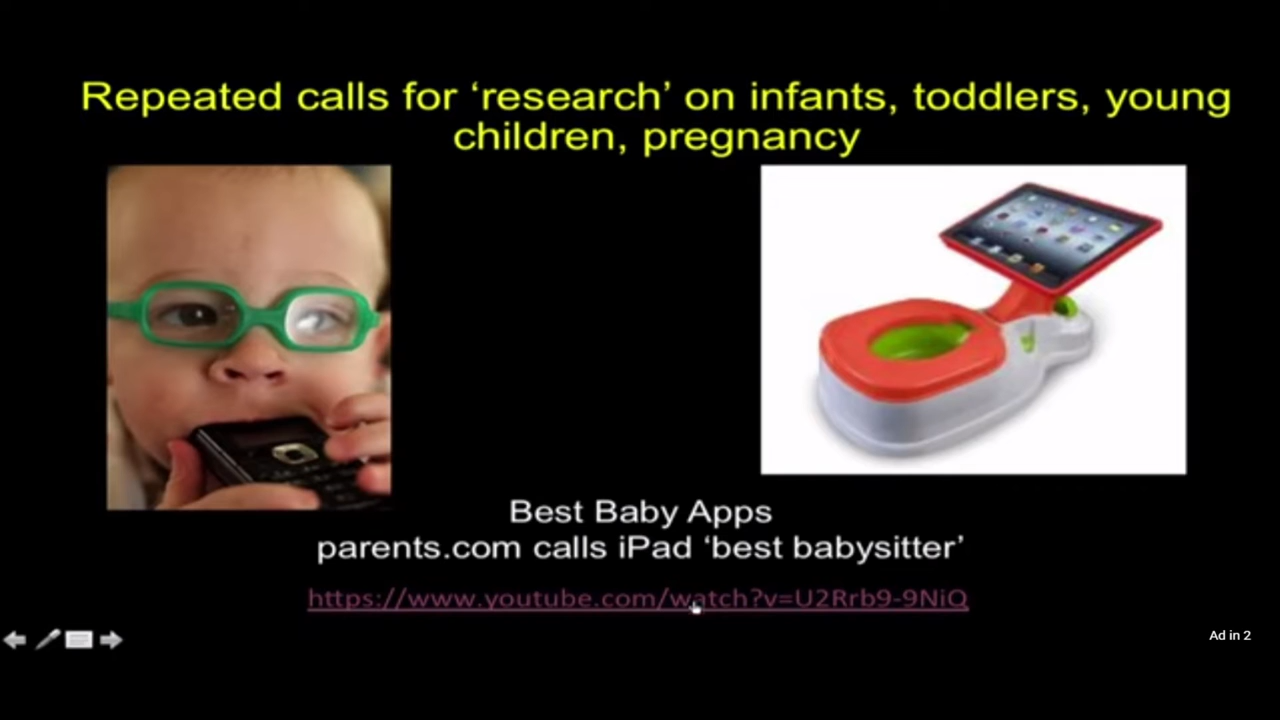 Repeated calls for ‘research’ on infants, toddlers, young
children, pregnancy
Best Baby Apps
parents.com calls iPad ‘best babysitter’
https://www.youtube.com/watch?v=U2Rrb9-9NiQ
Ad in 2